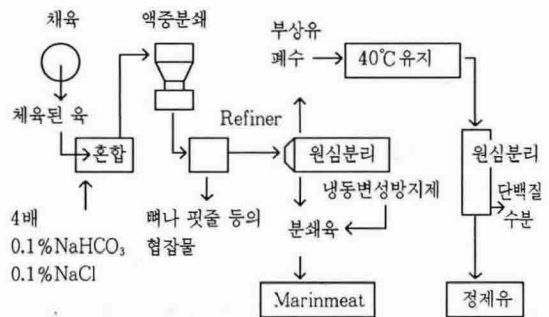 채육
액중분쇄
부상유
폐수
40℃유지
체육된 육
Refiner
혼합
원심분리
원심분리
냉동변성방지제
단백질
수분
4배
0.1%NaHCO₃
0.1%NaCl
뼈나 핏줄 등의
협잡물
분쇄육
Marinmeat
정제유